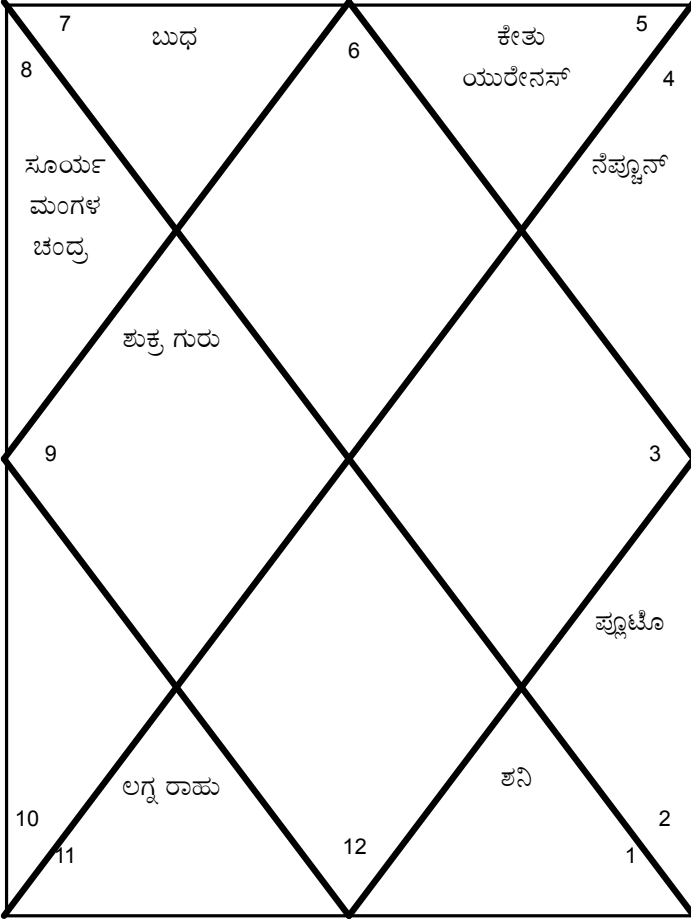 7
ಬುಧ
6
ಕೇತು
ಯುರೇನಸ್
5
8
4
ಸೂರ್ಯ
ಮಂಗಳ
ಚಂದ್ರ
ನೆಪ್ಚೂನ್
ಶುಕ್ರ ಗುರು
9
3
ಪ್ಲೂಟೊ
ಲಗ್ನ ರಾಹು
ಶನಿ
10
11
12
2
1